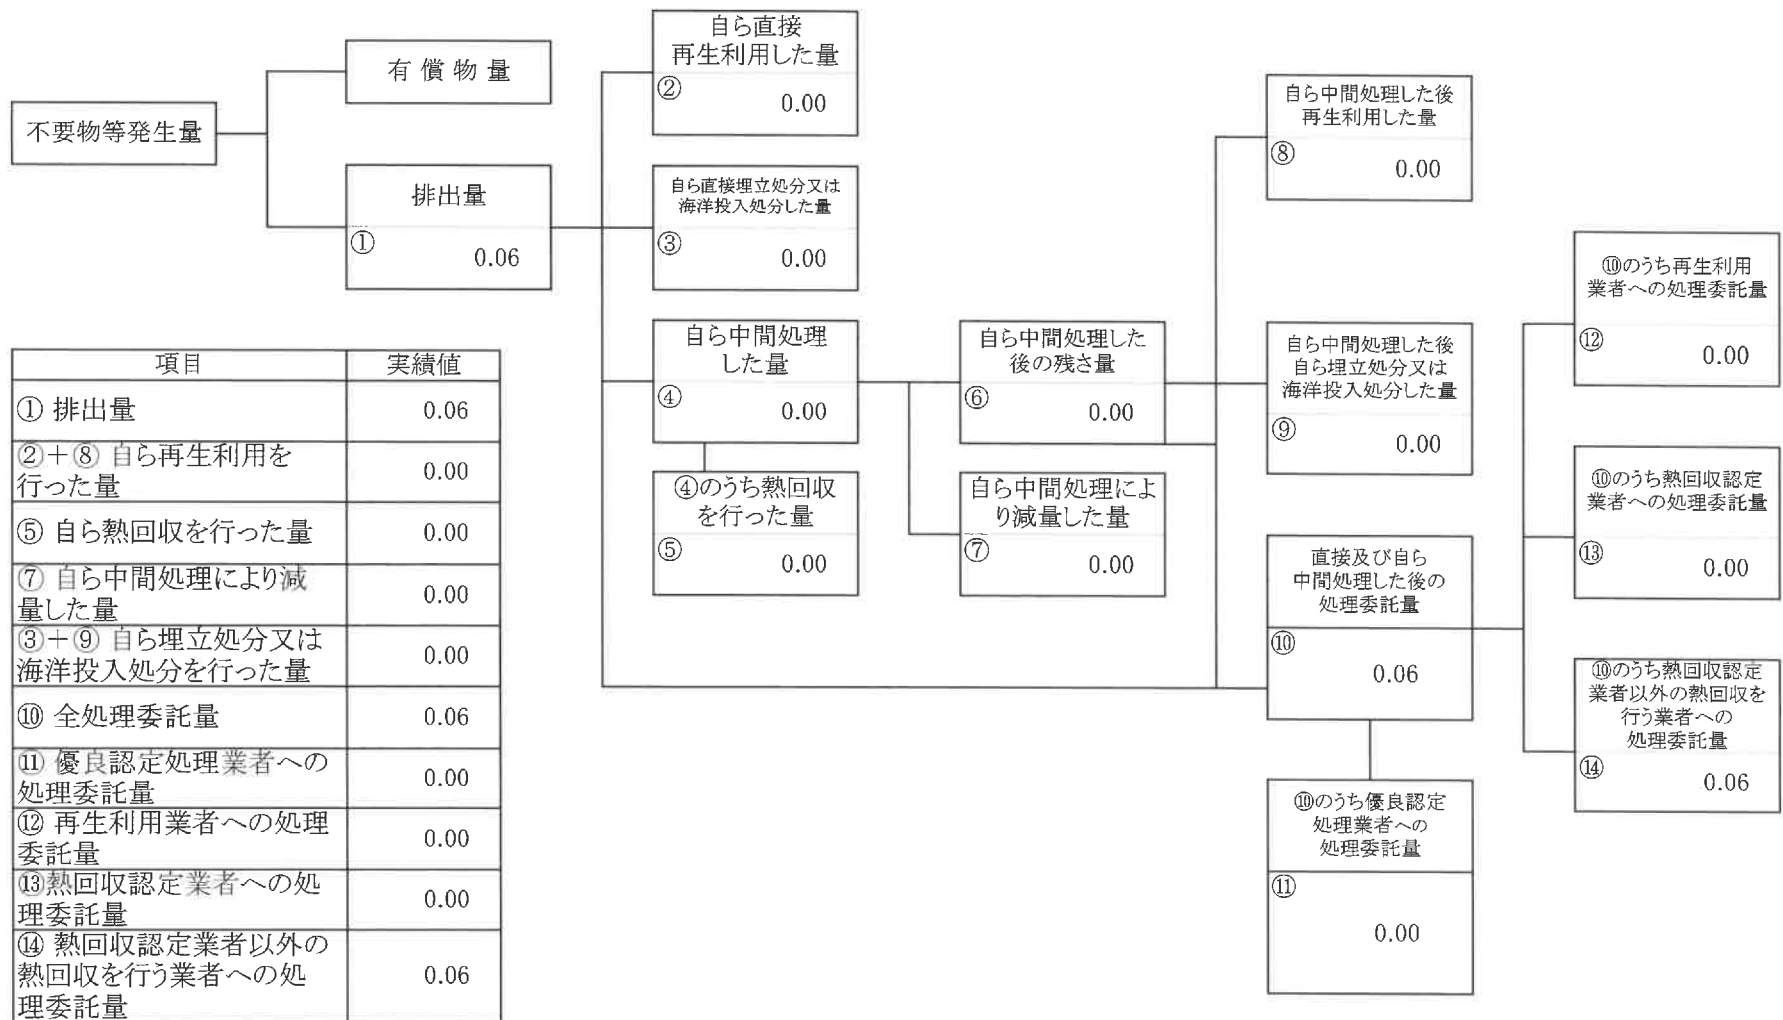 不要物等発生量
有償物量
排出量
①
0.06
自ら直接
再生利用した量
②
0.00
自ら直接埋立処分又は
海洋投入処分した量
③
0.00
自ら中間処理
した量
④
0.00
④のうち熱回収
を行った量
⑤
0.00
自ら中間処理した
後の残さ量
⑥
0.00
自ら中間処理によ
り減量した量
⑦
0.00
自ら中間処理した後
再生利用した量
⑧
0.00
自ら中間処理した後
自ら埋立処分又は
海洋投入処分した量
⑨
0.00
直接及び自ら
中間処理した後の
処理委託量
⑩
0.06
⑩のうち優良認定
処理業者への
処理委託量
⑪
0.00
⑩のうち再生利用
業者への処理委託量
⑫
0.00
⑩のうち熱回収認定
業者への処理委託量
⑬
0.00
⑩のうち熱回収認定
業者以外の熱回収を
行う業者への
処理委託量
⑭
0.06
項目 実績値
① 排出量 0.06
②+⑧ 自ら再生利用を
行った量 0.00
⑤ 自ら熱回収を行った量 0.00
⑦ 自ら中間処理により減
量した量 0.00
③+⑨ 自ら埋立処分又は
海洋投入処分を行った量 0.00
⑩ 全処理委託量 0.06
⑪ 優良認定処理業者への
処理委託量 0.00
⑫ 再生利用業者への処理
委託量 0.00
⑬熱回収認定業者への処
理委託量 0.00
⑭ 熱回収認定業者以外の
熱回収を行う業者への処
理委託量 0.06